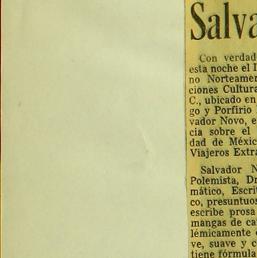 Salva
Con verdad
esta noche el I
no Norteamer
ciones Cultura
C., ubicado en
go y Porfirio
vador Novo, e
cia sobre el
dad de Méxic
Viajeros Extra
Salvador N
Polemista, Dr
mático, Escrit
co, presuntuos
escribe prosa
mangas de ca
lémicamente
ve, suave y c
tiene fórmula